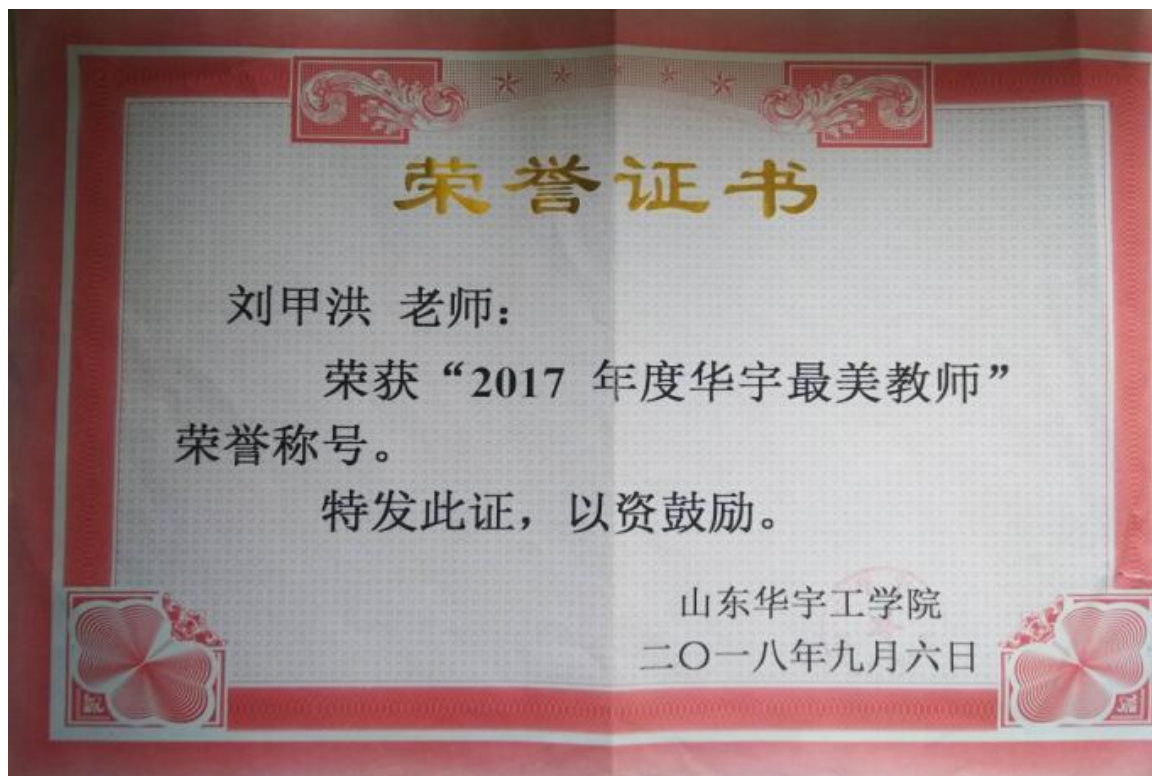 荣誉证书
刘甲洪 老师：
荣获“2017 年度华宇最美教师”
荣誉称号。
特发此证，以资鼓励。
山东华宇工学院
二〇一八年九月六日